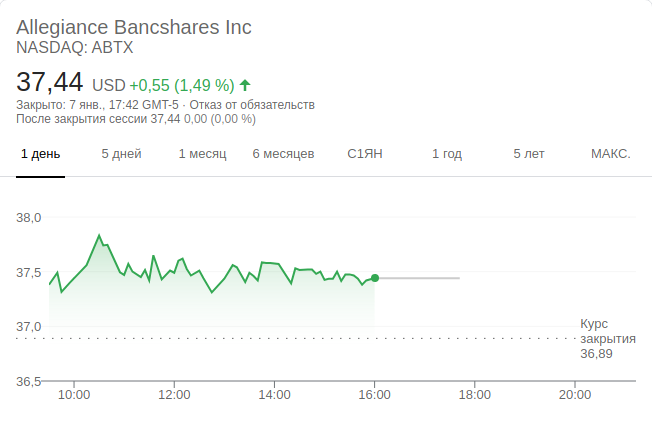 Allegiance Bancshares Inc
NASDAQ: ABTX
37,44 USD +0,55 (1,49 %)
Закрыто: 7 янв., 17:42 GMT-5 · Отказ от обязательств
После закрытия сессии 37,44 0,00 (0,00 %)
1 день 5 дней 1 месяц 6 месяцев С1ЯН 1 год 5 лет МАКС.
38,0
37,5
37,0
Курс
закрытия
36,89
36,5
10:00 12:00 14:00 16:00 18:00 20:00